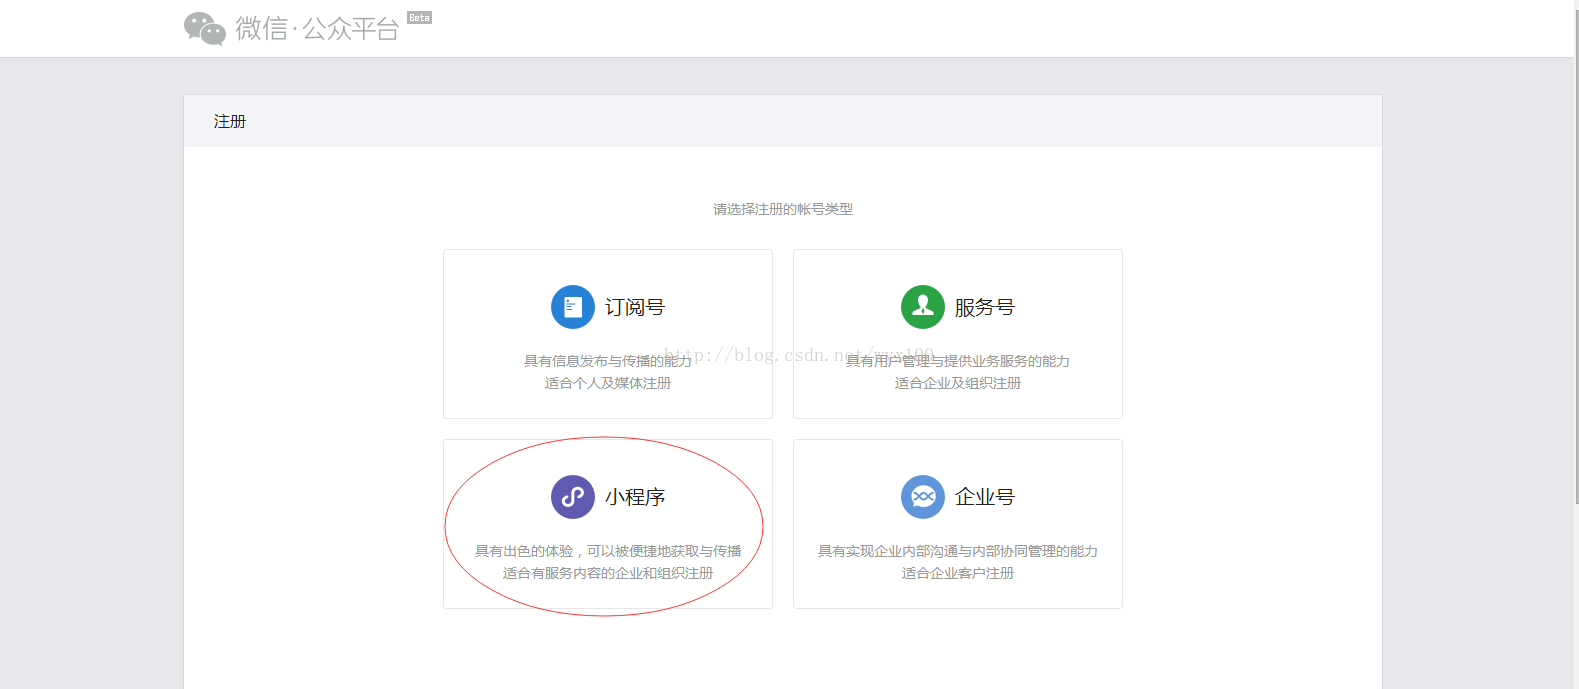 微信·公众平台 Beta
注册
请选择注册的帐号类型
订阅号
具有信息发布与传播的能力
适合个人及媒体注册
服务号
具有用户管理与提供业务服务的能力
适合企业及组织注册
http://blog.csdn.net/
小程序
具有出色的体验，可以被便捷地获取与传播
适合有服务内容的企业和组织注册
企业号
具有实现企业内部沟通与内部协同管理的能力
适合企业客户注册